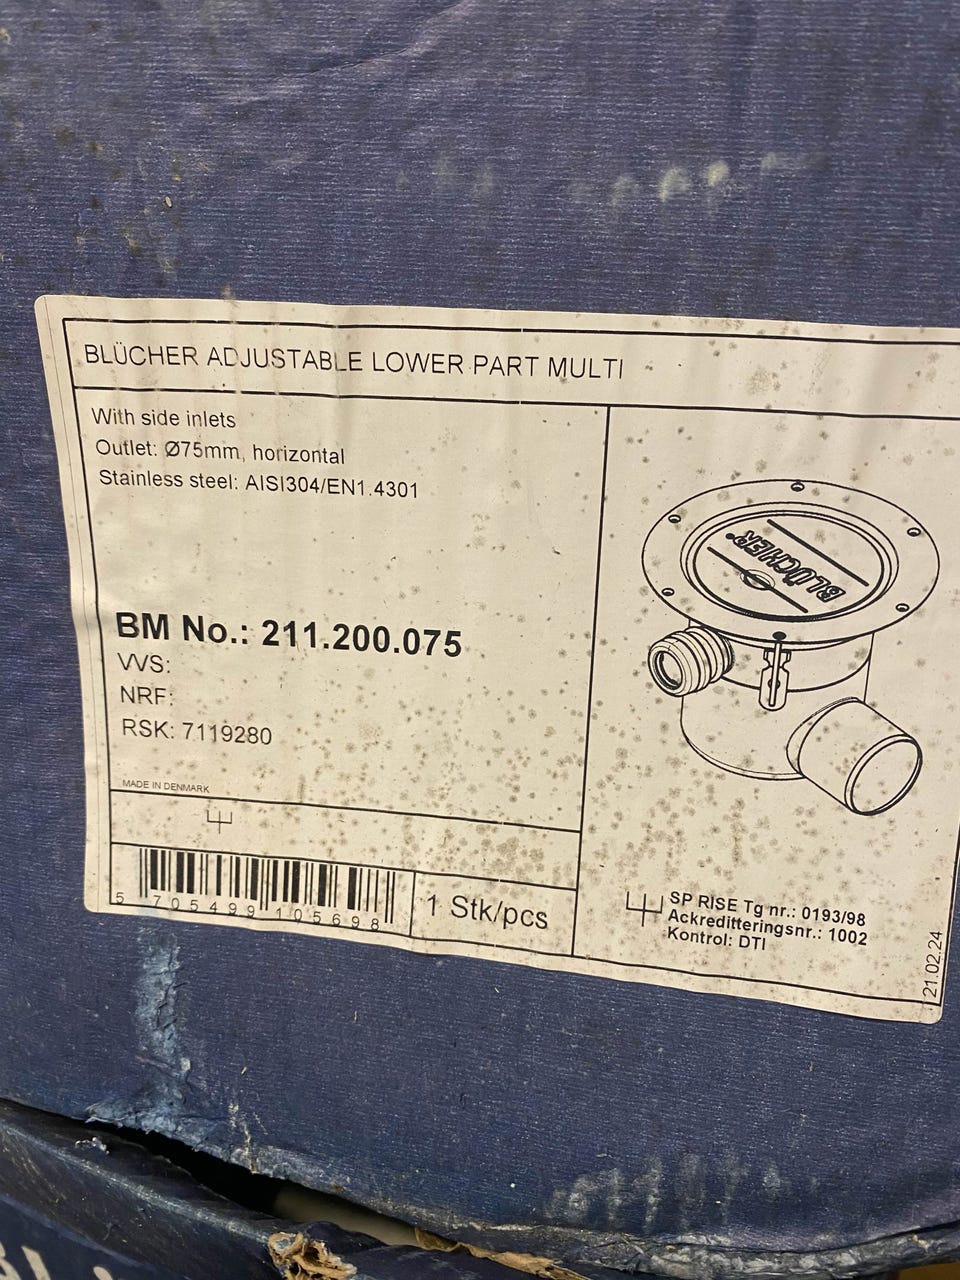 BLÜCHER ADJUSTABLE LOWER PART MULTI
With side inlets
Outlet: Ø75mm, horizontal
Stainless steel: AISI304/EN1.4301
BM No.: 211.200.075
VVS:
NRF:
RSK: 7119280
MADE IN DENMARK
5 705499 105698
1 Stk/pcs
BLÜCHER®
SP RISE Tg nr.: 0193/98
Ackreditteringsnr.: 1002
Kontrol: DTI
21.02.24